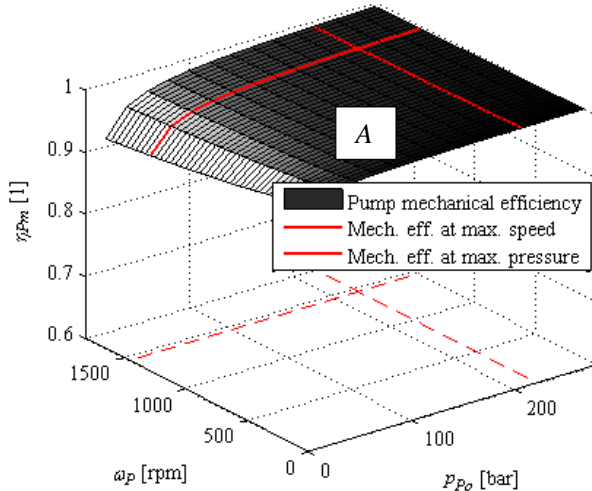 1
0.9
0.8
0.7
0.6
ηPm [1]
A
Pump mechanical efficiency
Mech. eff. at max. speed
Mech. eff. at max. pressure
1500
1000
500
0
0
100
200
ωP [rpm]
pPo [bar]